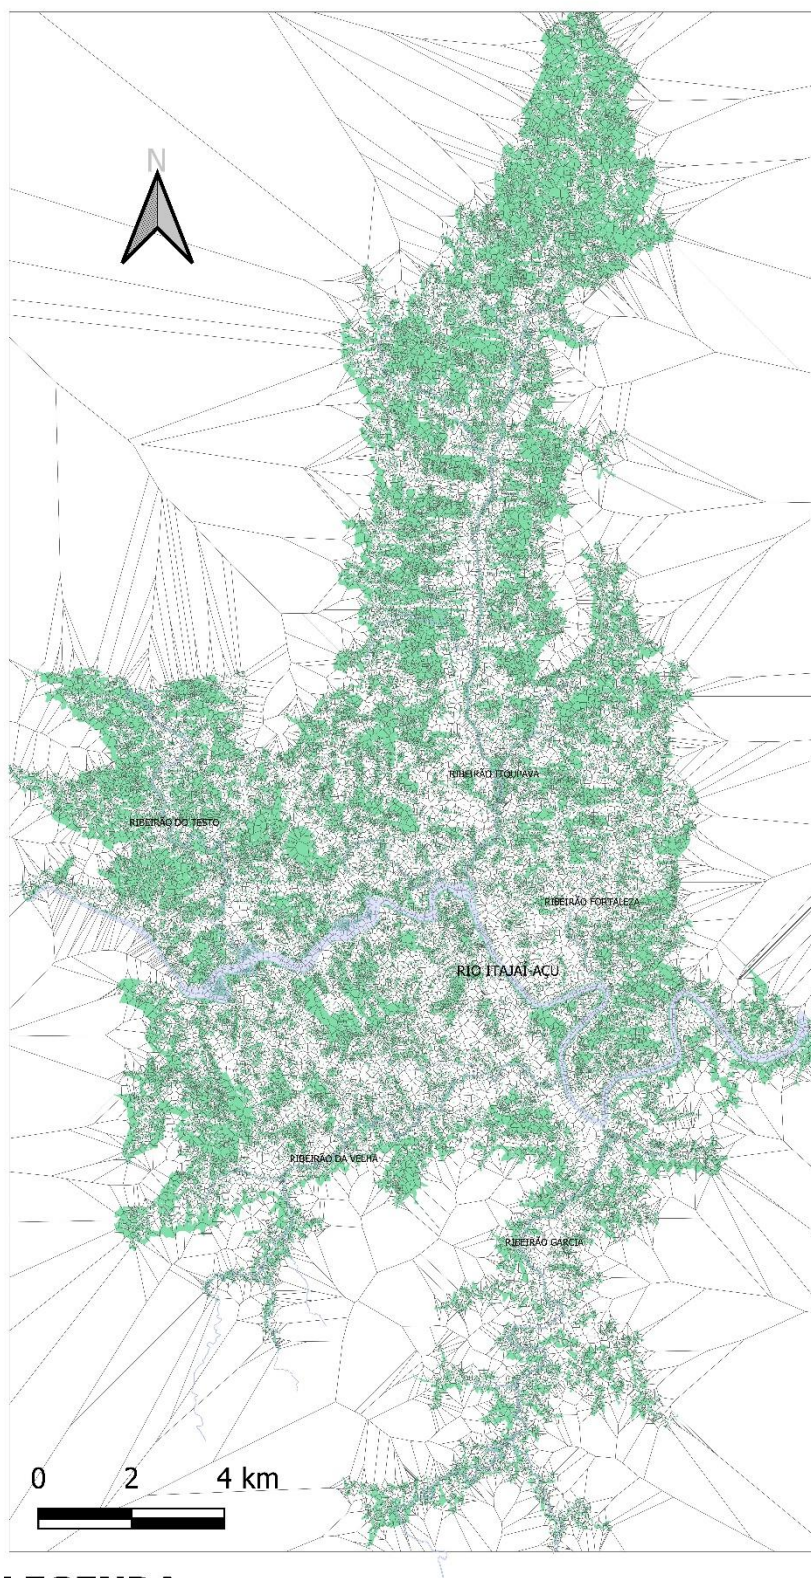 N
RIBEIRÃO ITOUPAVA
RIBEIRÃO DO TESTO
RIBEIRÃO FORTALEZA
RIO ITAJAÍ-AÇU
RIBEIRÃO DA VELHA
RIBEIRÃO GARCIA
0 2 4 km
LEGENDA